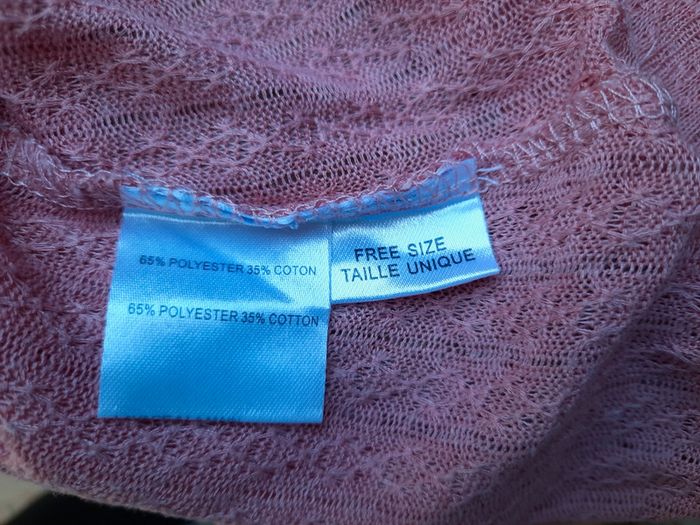 65% POLYESTER 35% COTON
65% POLYESTER 35% COTTON
FREE SIZE
TAILLE UNIQUE